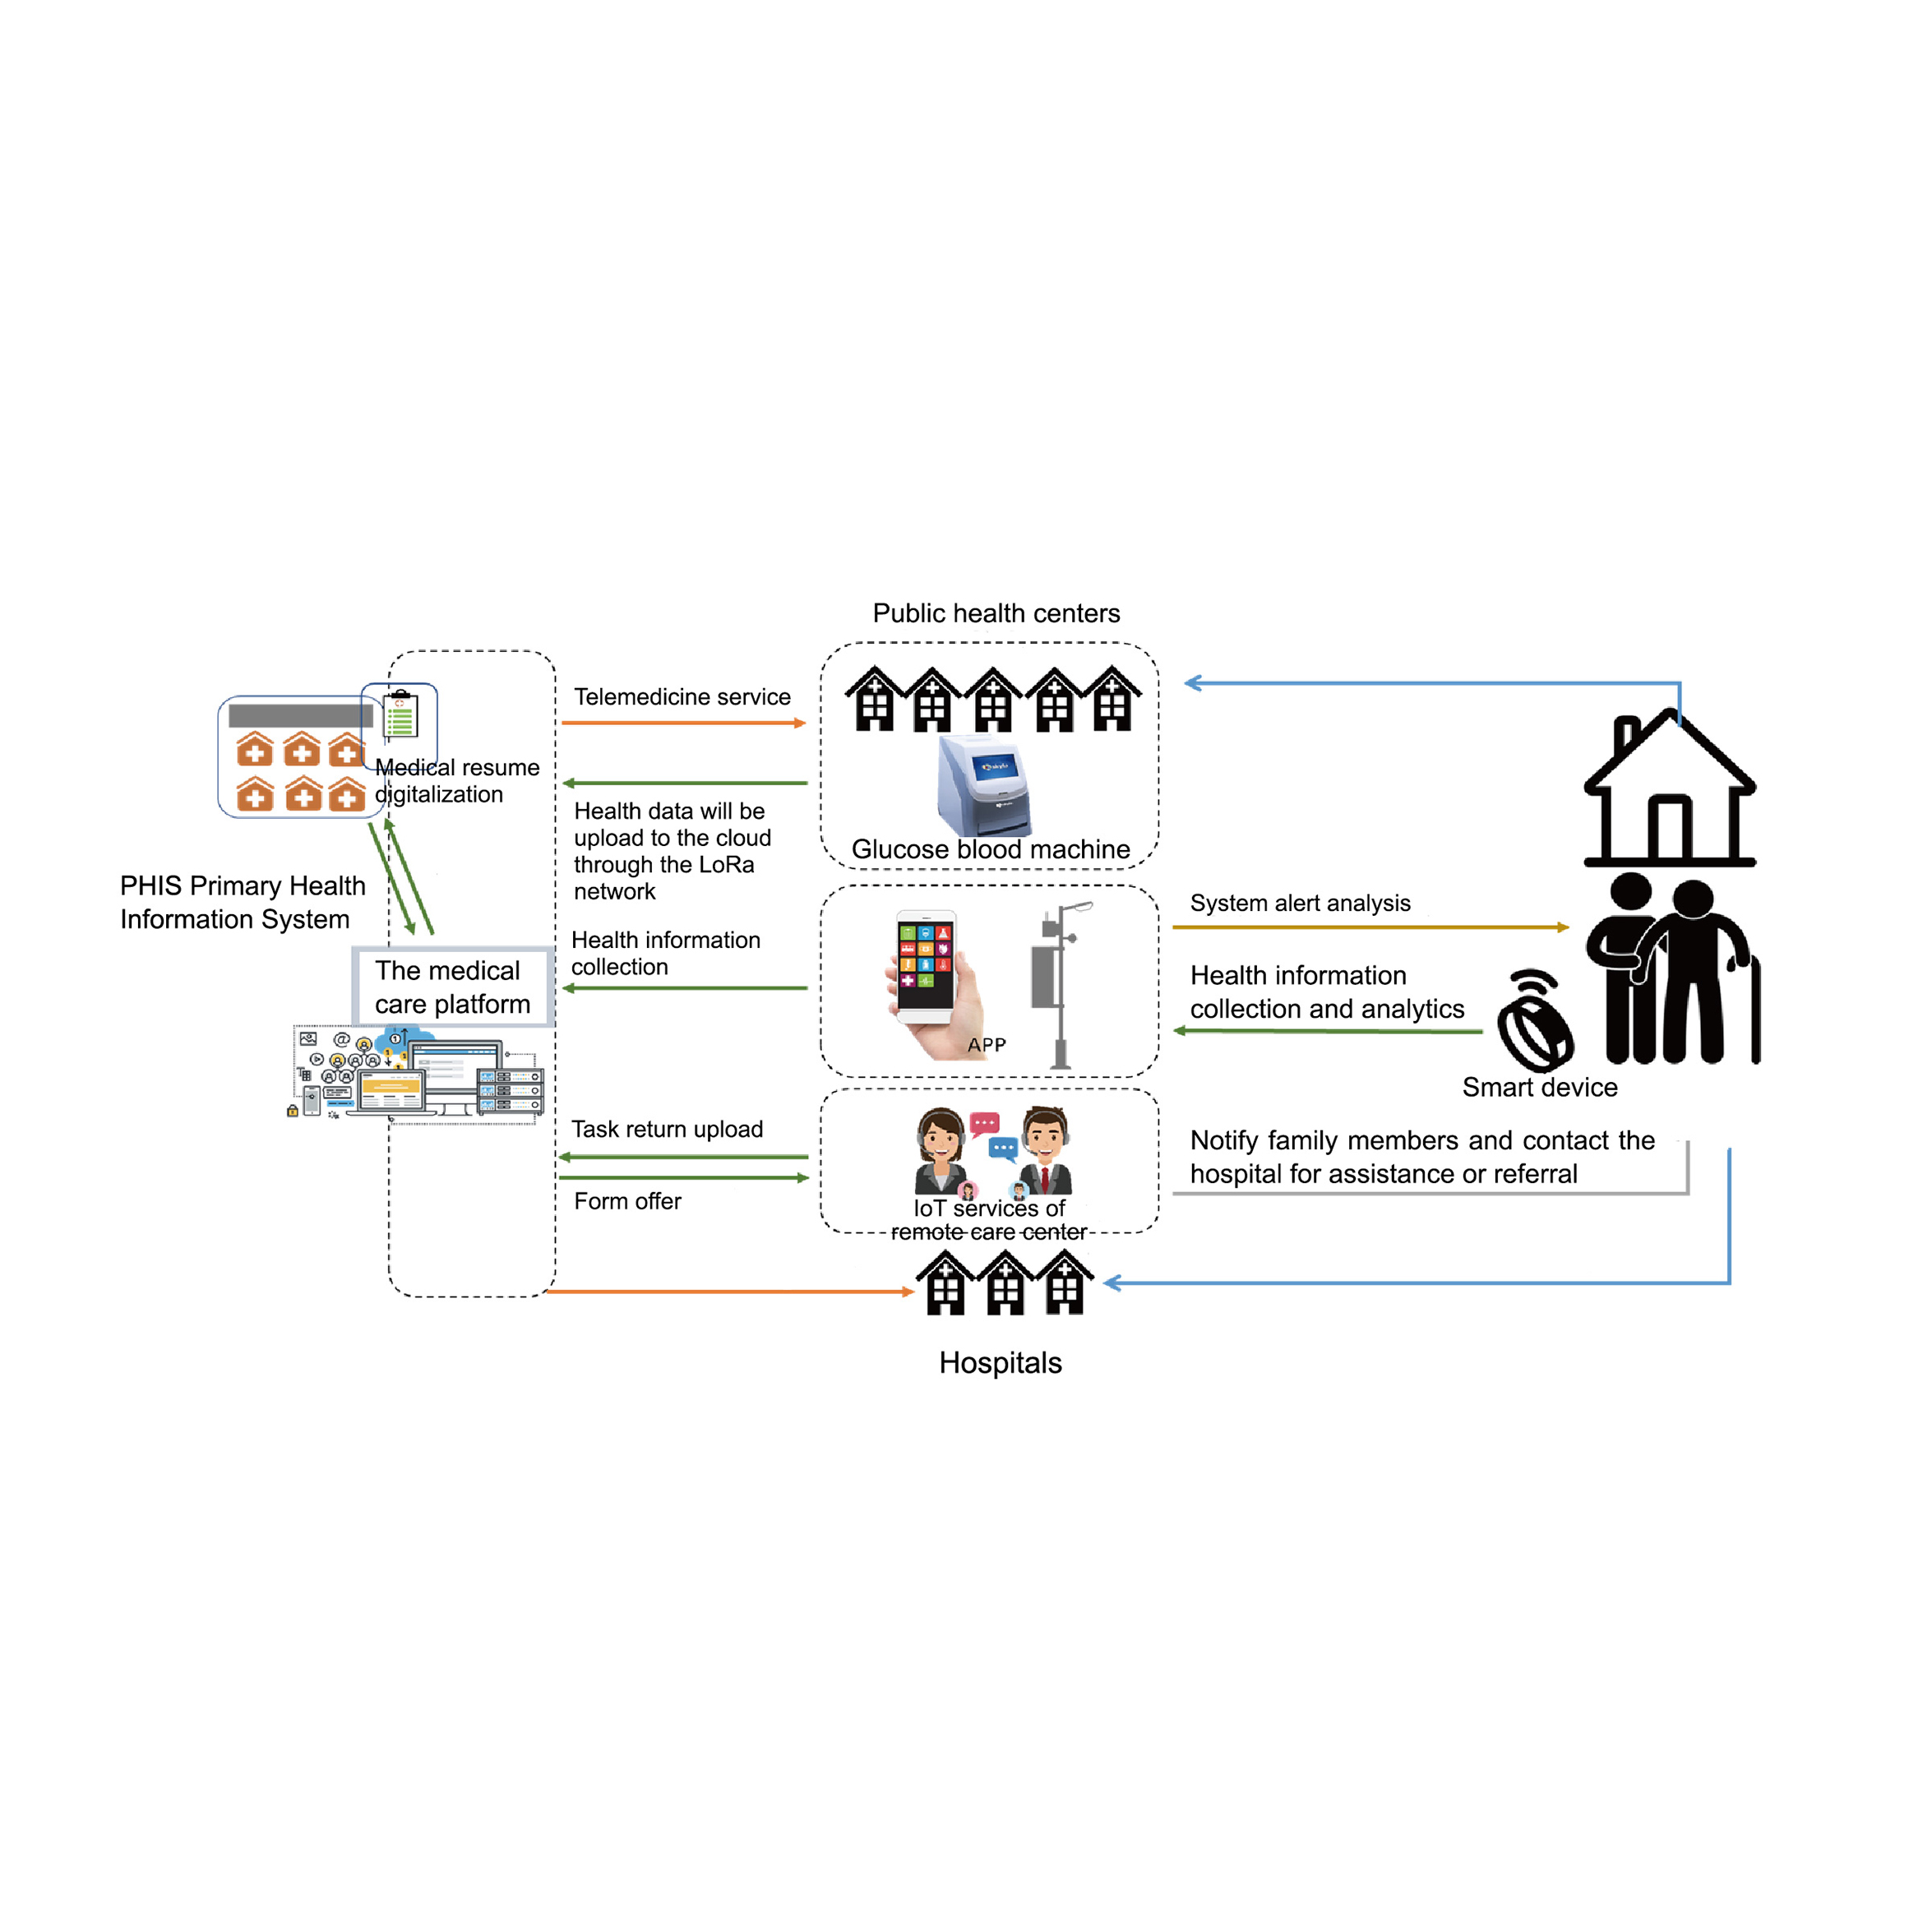 Public health centers
Telemedicine service
Medical resume
digitalization
Health data will be
upload to the cloud
through the LoRa
network
Glucose blood machine
PHIS Primary Health
Information System
Health information
collection
The medical
care platform
APP
System alert analysis
Health information
collection and analytics
Smart device
Task return upload
Form offer
IoT services of
remote care center
Notify family members and contact the
hospital for assistance or referral
Hospitals